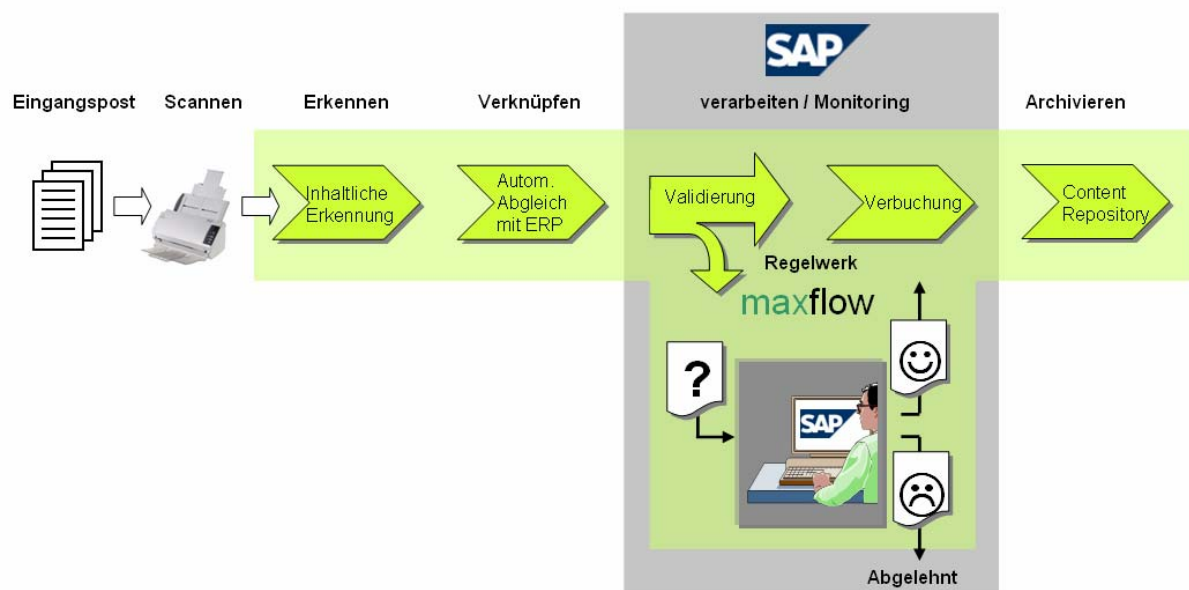 SAP
Eingangspost
Scannen
Erkennen
Verknüpfen
verarbeiten / Monitoring
Archivieren
Inhaltliche
Erkennung
Autom.
Abgleich
mit ERP
Validierung
Verbuchung
Content
Repository
Regelwerk
maxflow
?
SAP
Abgelehnt